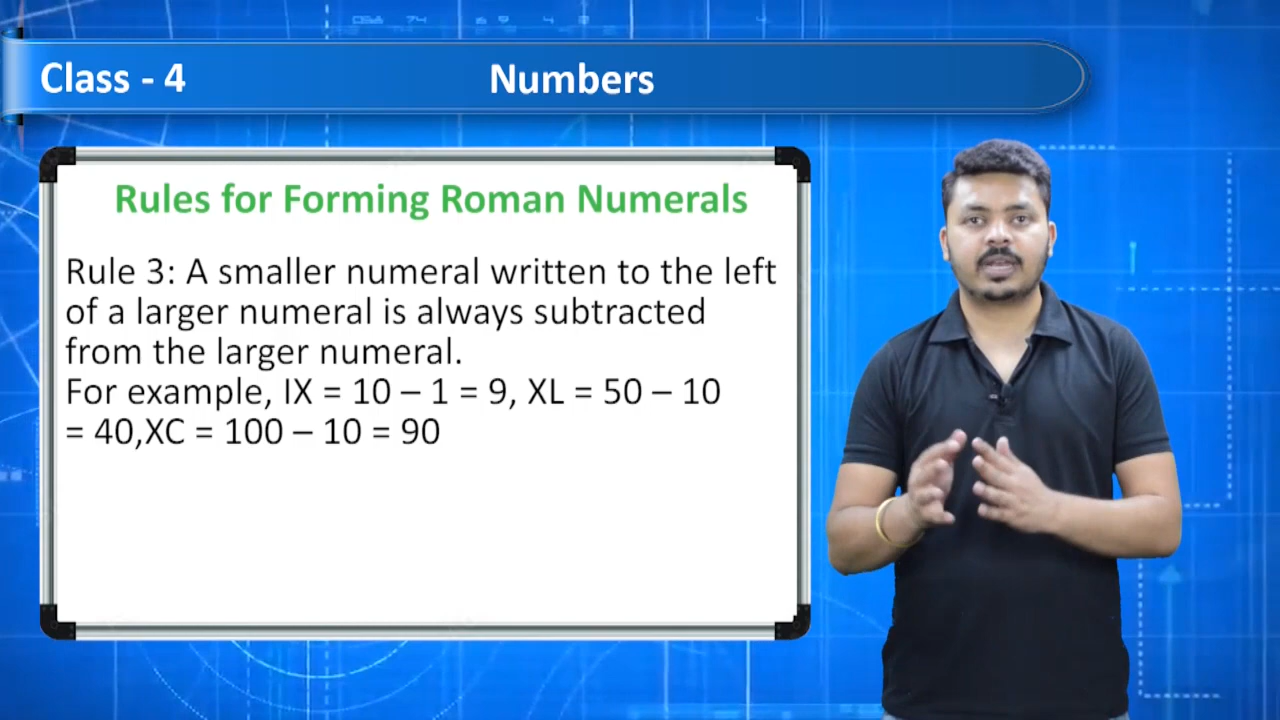 Class - 4
Numbers
Rules for Forming Roman Numerals
Rule 3: A smaller numeral written to the left
of a larger numeral is always subtracted
from the larger numeral.
For example, IX = 10 – 1 = 9, XL = 50 – 10
= 40,XC = 100 – 10 = 90